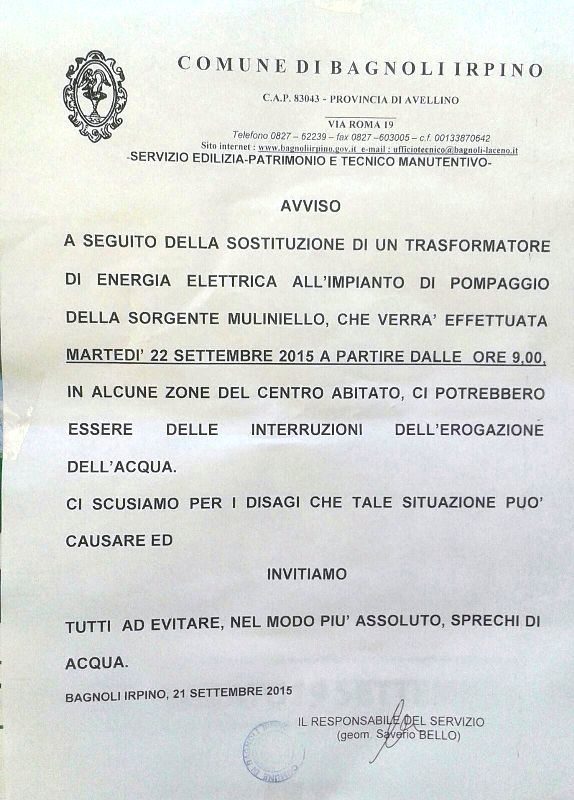 COMUNE DI BAGNOLI IRPINO
C.A.P. 83043 - PROVINCIA DI AVELLINO
VIA ROMA 19
Telefono 0827 – 62239 – fax 0827 –603005 – c.f. 00133870642
Sito internet : www.bagnoliirpino.gov.it e-mail : ufficiotecnico@bagnoli-laceno.it
-SERVIZIO EDILIZIA-PATRIMONIO E TECNICO MANUTENTIVO-
AVVISO
A SEGUITO DELLA SOSTITUZIONE DI UN TRASFORMATORE
DI ENERGIA ELETTRICA ALL'IMPIANTO DI POMPAGGIO
DELLA SORGENTE MULINIELLO, CHE VERRA' EFFETTUATA
MARTEDI' 22 SETTEMBRE 2015 A PARTIRE DALLE ORE 9,00,
IN ALCUNE ZONE DEL CENTRO ABITATO, CI POTREBBERO
ESSERE DELLE INTERRUZIONI DELL'EROGAZIONE
DELL'ACQUA.
CI SCUSIAMO PER I DISAGI CHE TALE SITUAZIONE PUO'
CAUSARE ED
INVITIAMO
TUTTI AD EVITARE, NEL MODO PIU' ASSOLUTO, SPRECHI DI
ACQUA.
BAGNOLI IRPINO, 21 SETTEMBRE 2015
IL RESPONSABILE DEL SERVIZIO
(geom. Saverio BELLO)